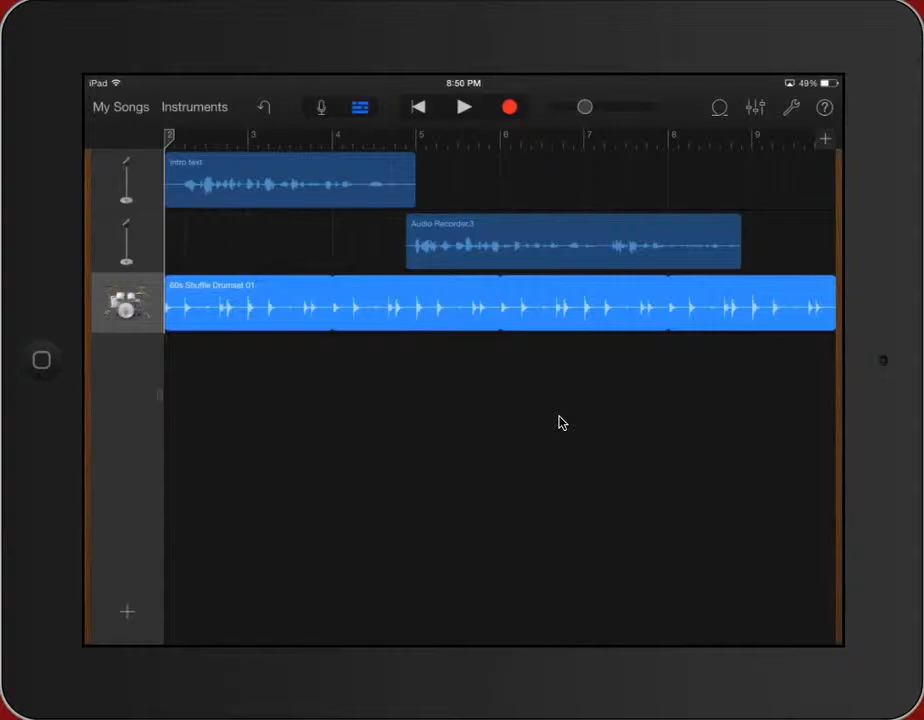 iPad 8:50 PM 49%
My Songs Instruments ?
2 3 4 5 6 7 8 9 +
Intro text
Audio Recorder.3
60s Shuffle Drumset 01